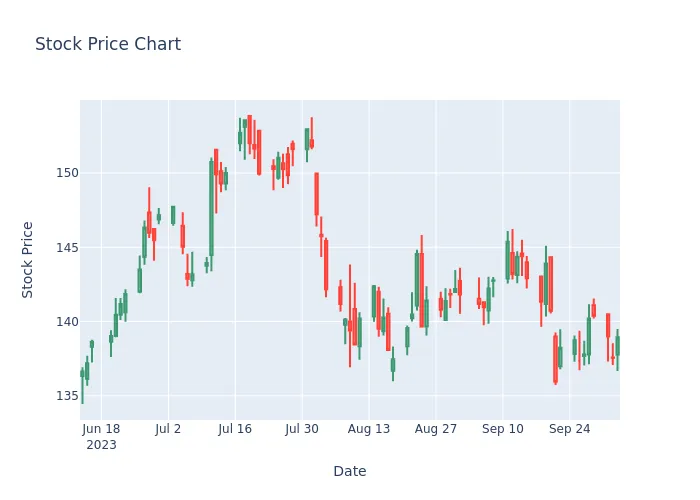 Stock Price Chart
150
145
140
135
Stock Price
Jun 18
2023
Jul 2
Jul 16
Jul 30
Aug 13
Aug 27
Sep 10
Sep 24
Date